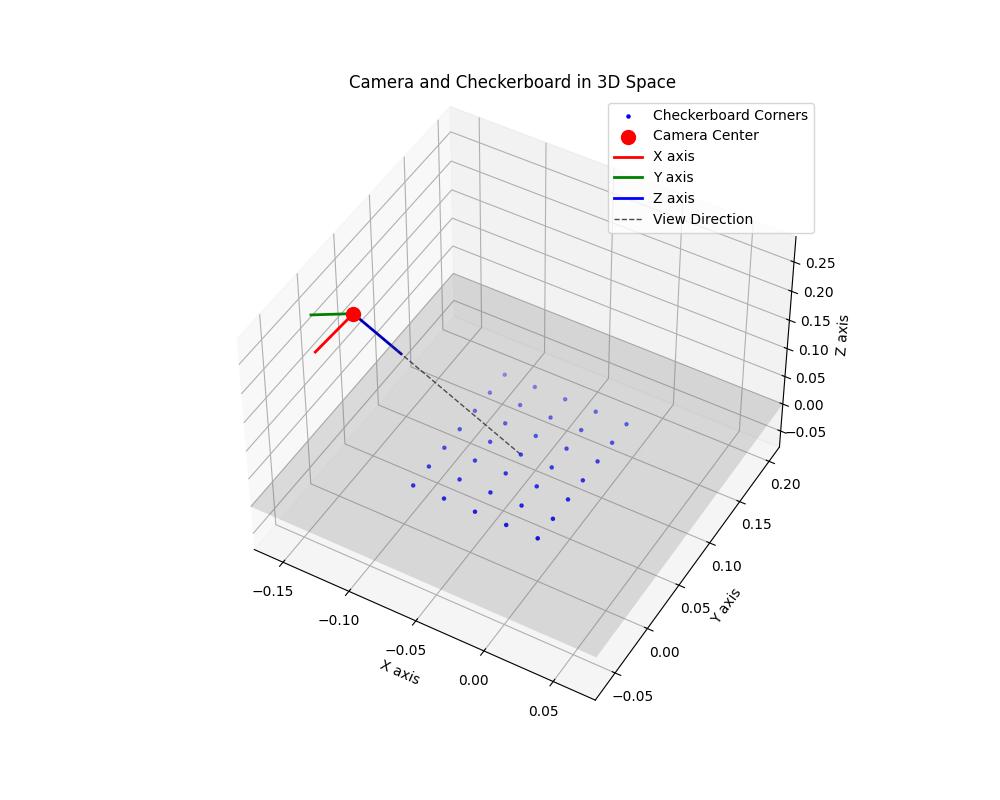 Camera and Checkerboard in 3D Space
Checkerboard Corners
Camera Center
X axis
Y axis
Z axis
View Direction
0.25
0.20
0.15
0.10
0.05
0.00
−0.05
Z axis
−0.15
−0.10
−0.05
0.00
0.05
X axis
0.20
0.15
0.10
0.05
0.00
−0.05
Y axis